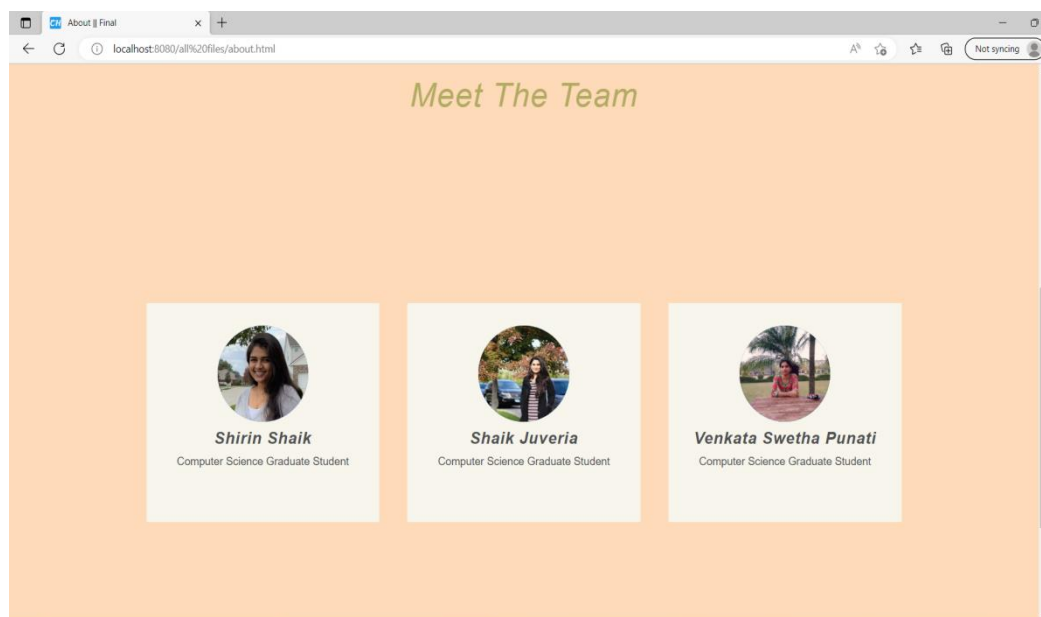 CN About || Final
localhost:8080/all%20files/about.html
Not syncing
Meet The Team
Shirin Shaik
Computer Science Graduate Student
Shaik Juveria
Computer Science Graduate Student
Venkata Swetha Punati
Computer Science Graduate Student